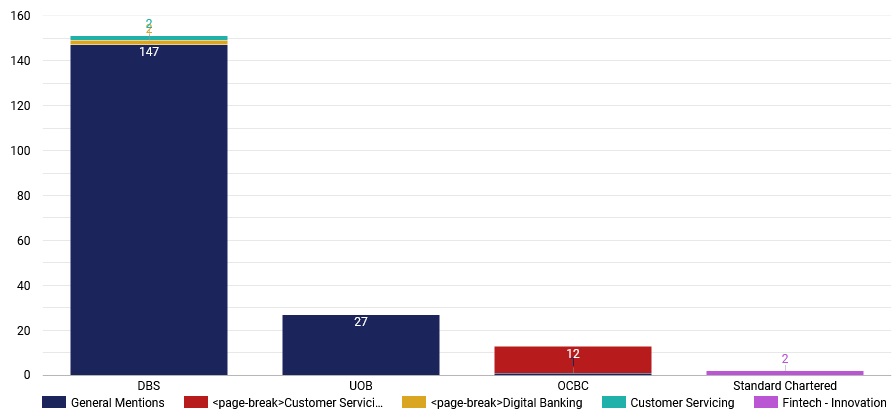 160
140
120
100
80
60
40
20
0
2
2
147
27
12
2
DBS
UOB
OCBC
Standard Chartered
General Mentions
<page-break>Customer Servici...
<page-break>Digital Banking
Customer Servicing
Fintech - Innovation